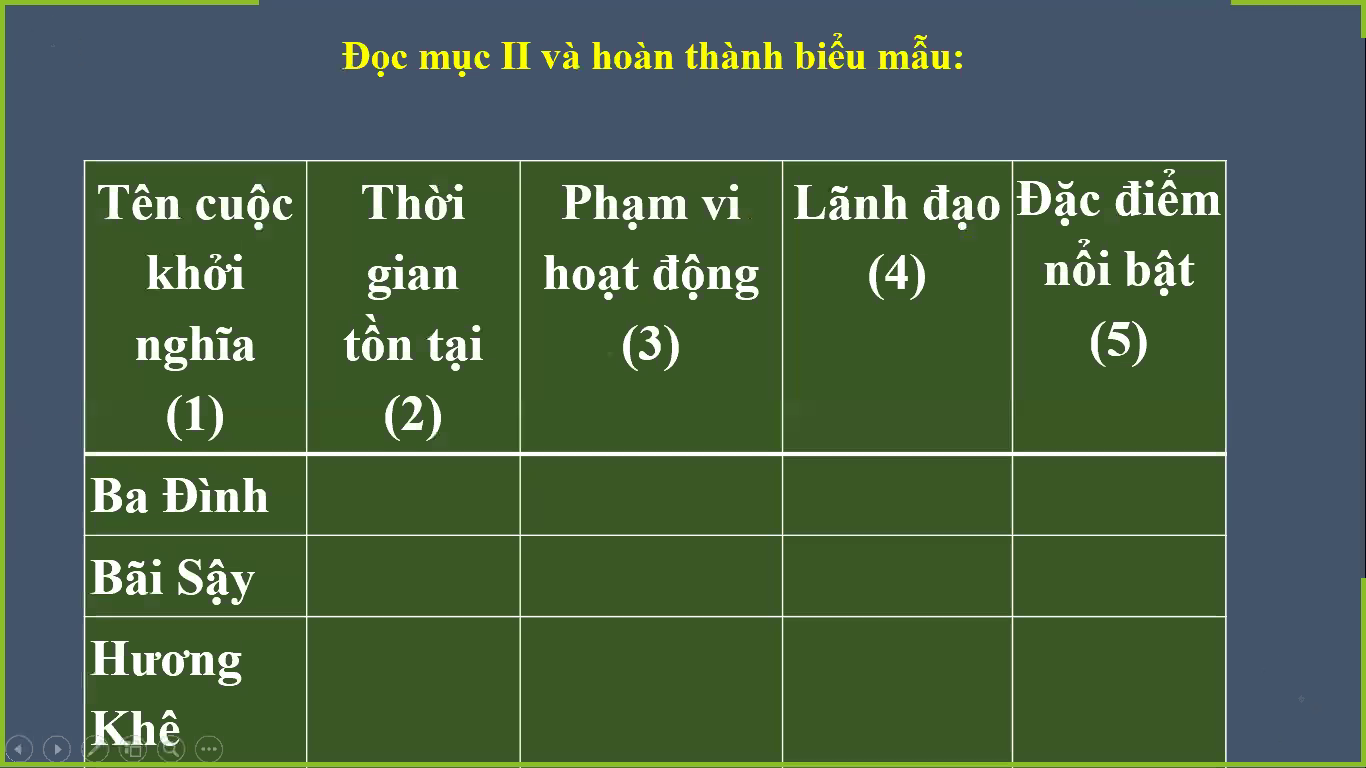 Đọc mục II và hoàn thành biểu mẫu:
Tên cuộc
khởi
nghĩa
(1)
Thời
gian
tồn tại
(2)
Phạm vi
hoạt động
(3)
Lãnh đạo
(4)
Đặc điểm
nổi bật
(5)
Ba Đình
Bãi Sậy
Hương
Khê